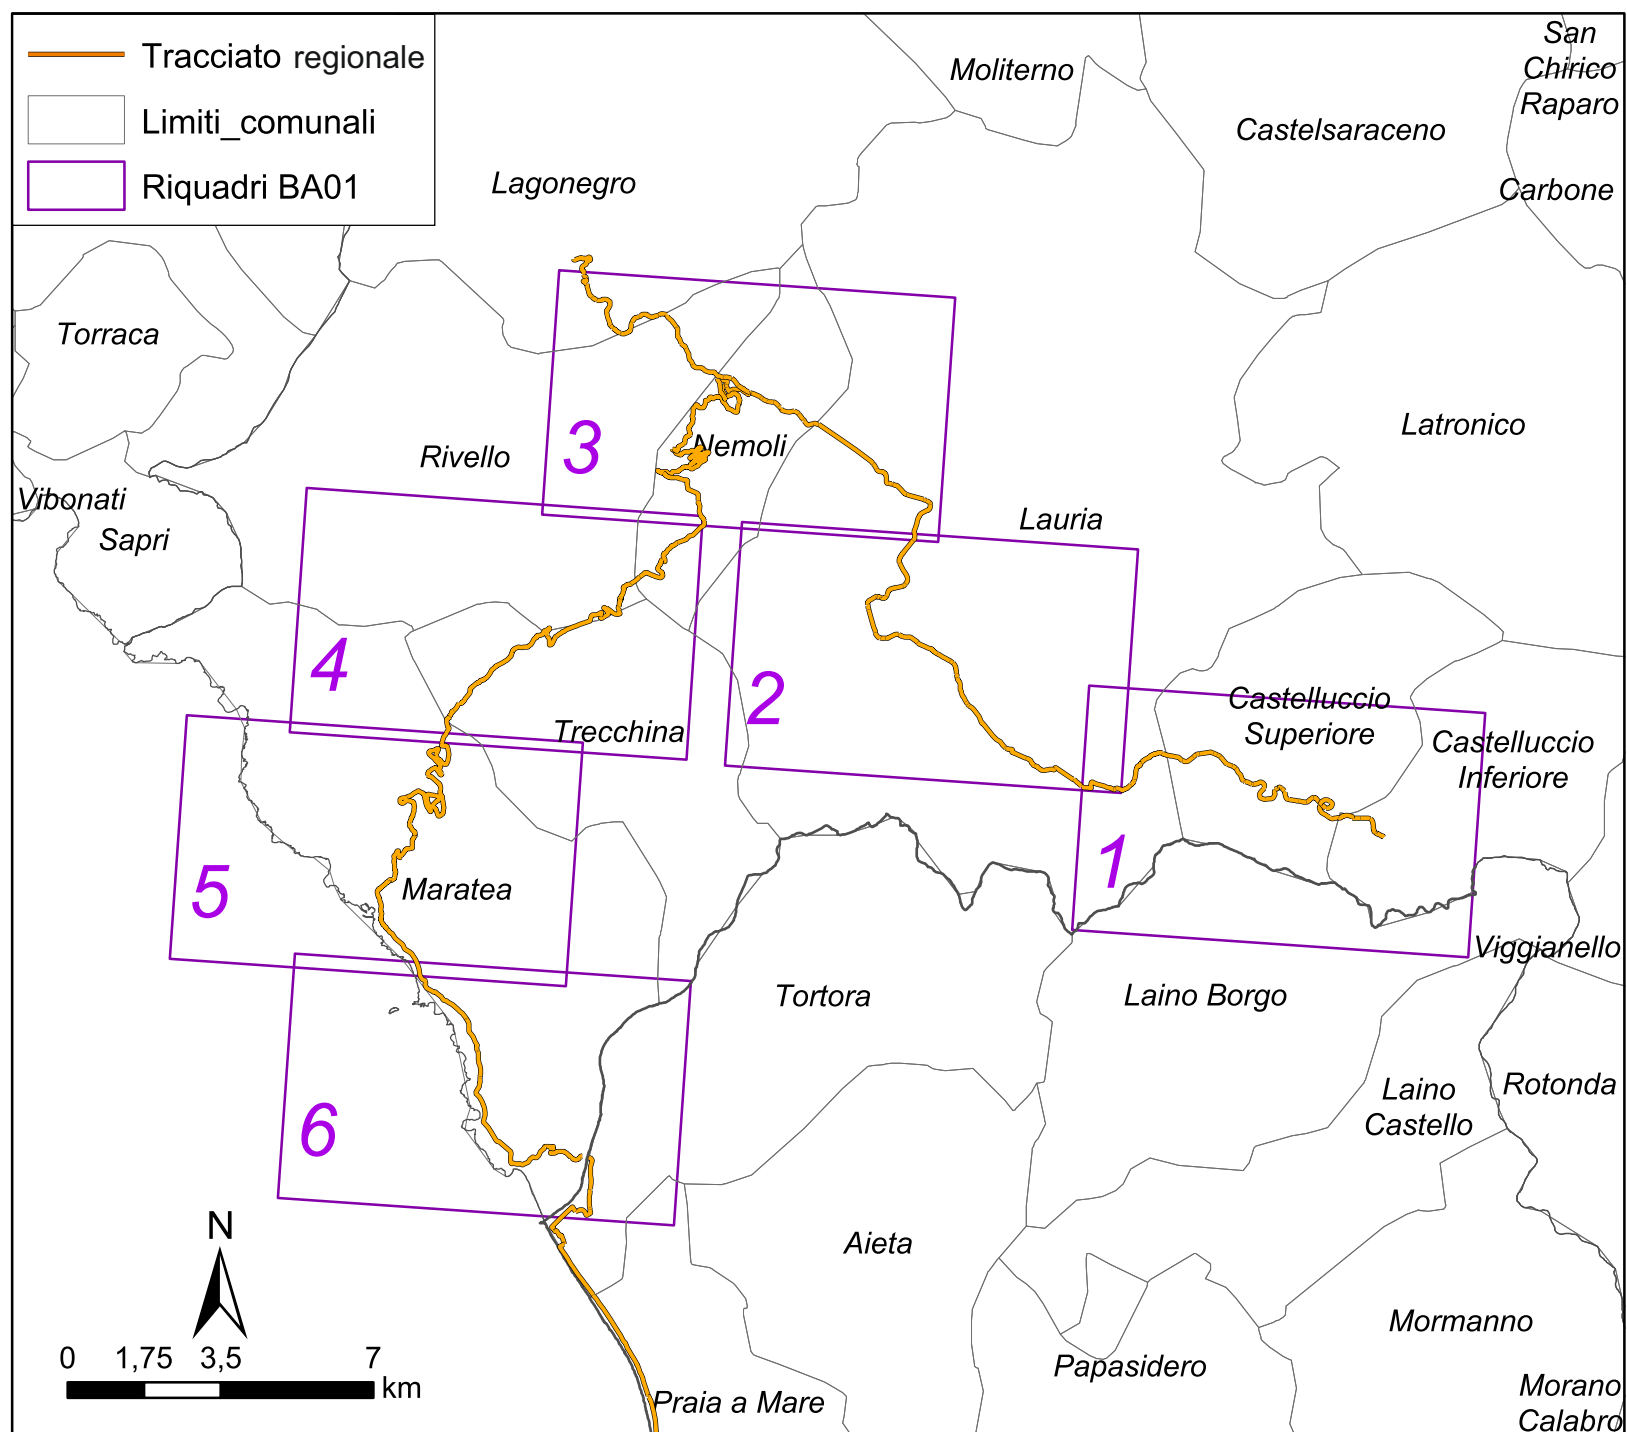 Tracciato regionale
Limiti_comunali
Riquadri BA01
San
Chirico
Raparo
Moliterno
Castelsaraceno
Carbone
Lagonegro
Torraca
Latronico
3
Nemoli
Rivello
Vibonati
Sapri
Lauria
4
2
Castelluccio
Superiore
Trecchina
Castelluccio
Inferiore
1
5
Maratea
Viggianello
Tortora
Laino Borgo
Laino
Castello
Rotonda
6
N
Aieta
Mormanno
0 1,75 3,5 7
km
Papasidero
Praia a Mare
Morano
Calabro